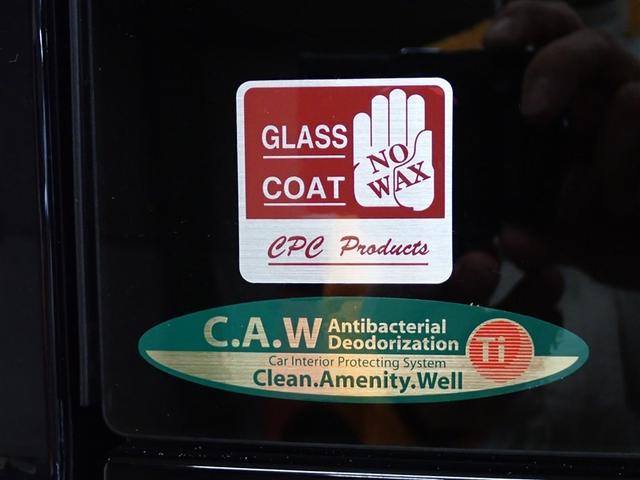 GLASS
COAT
NO
WAX
CPC Products
C.A.W Antibacterial
Deodorization
Ti
Car Interior Protecting System
Clean.Amenity.Well